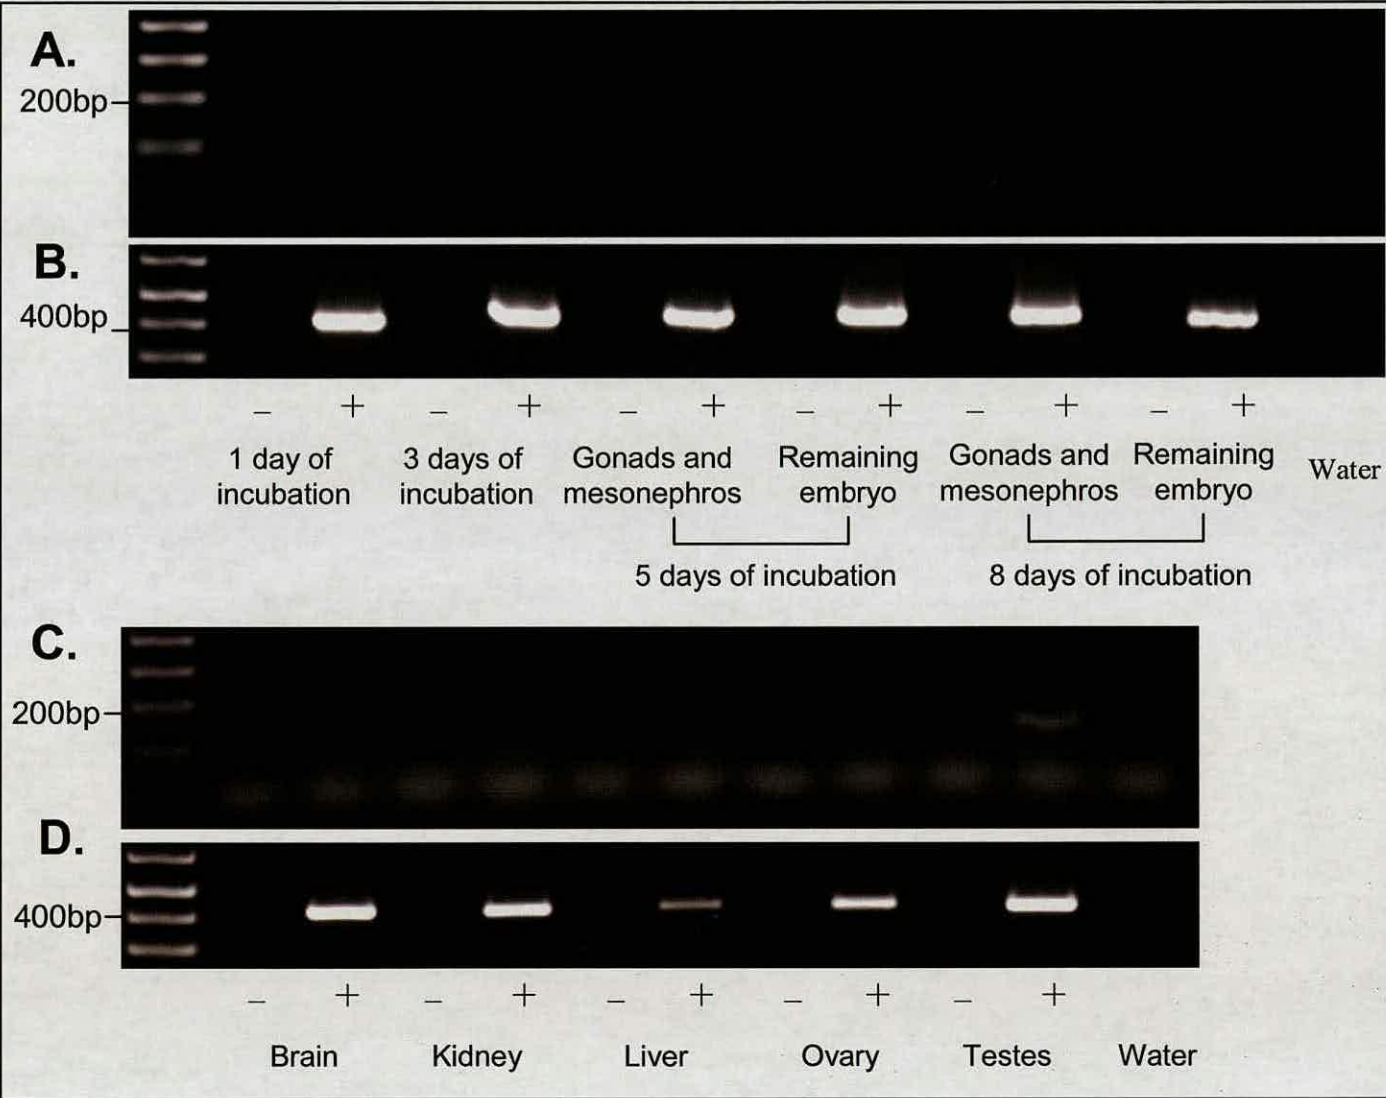 A.
200bp
B.
400bp
– + – + – + – + – + – +
1 day of incubation
3 days of incubation
Gonads and mesonephros
Remaining embryo
Gonads and mesonephros
Remaining embryo
Water
5 days of incubation
8 days of incubation
C.
200bp
D.
400bp
– + – + – + – + – +
Brain Kidney Liver Ovary Testes Water